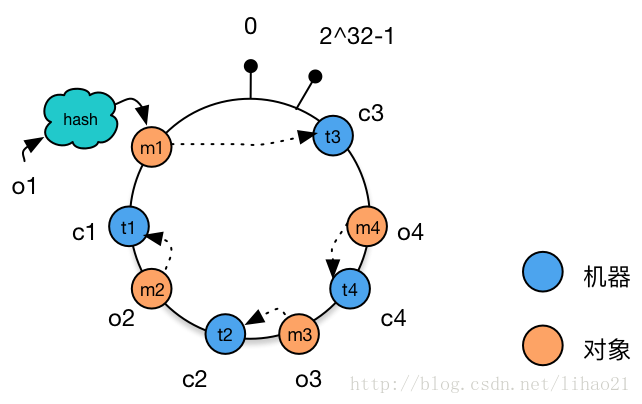 0
2^32-1
hash
o1
m1
t3
c3
c1
t1
m4
o4
m2
o2
t4
c4
t2
c2
m3
o3
机器
对象
http://blog.csdn.net/lihao21